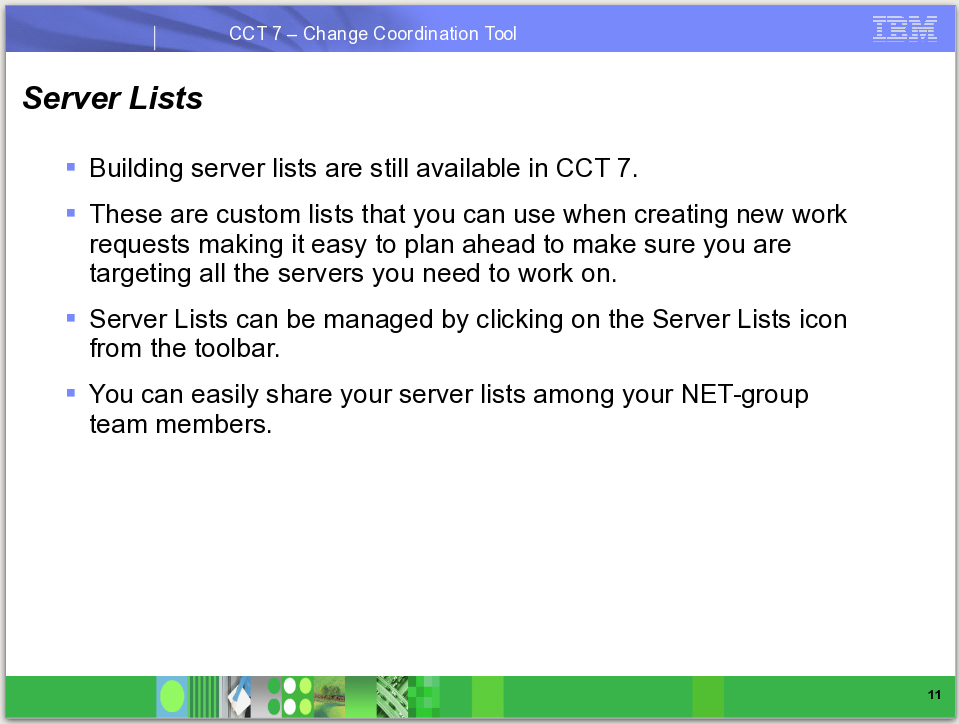 CCT 7 – Change Coordination Tool
IBM
Server Lists
Building server lists are still available in CCT 7.
These are custom lists that you can use when creating new work
requests making it easy to plan ahead to make sure you are
targeting all the servers you need to work on.
Server Lists can be managed by clicking on the Server Lists icon
from the toolbar.
You can easily share your server lists among your NET-group
team members.
11